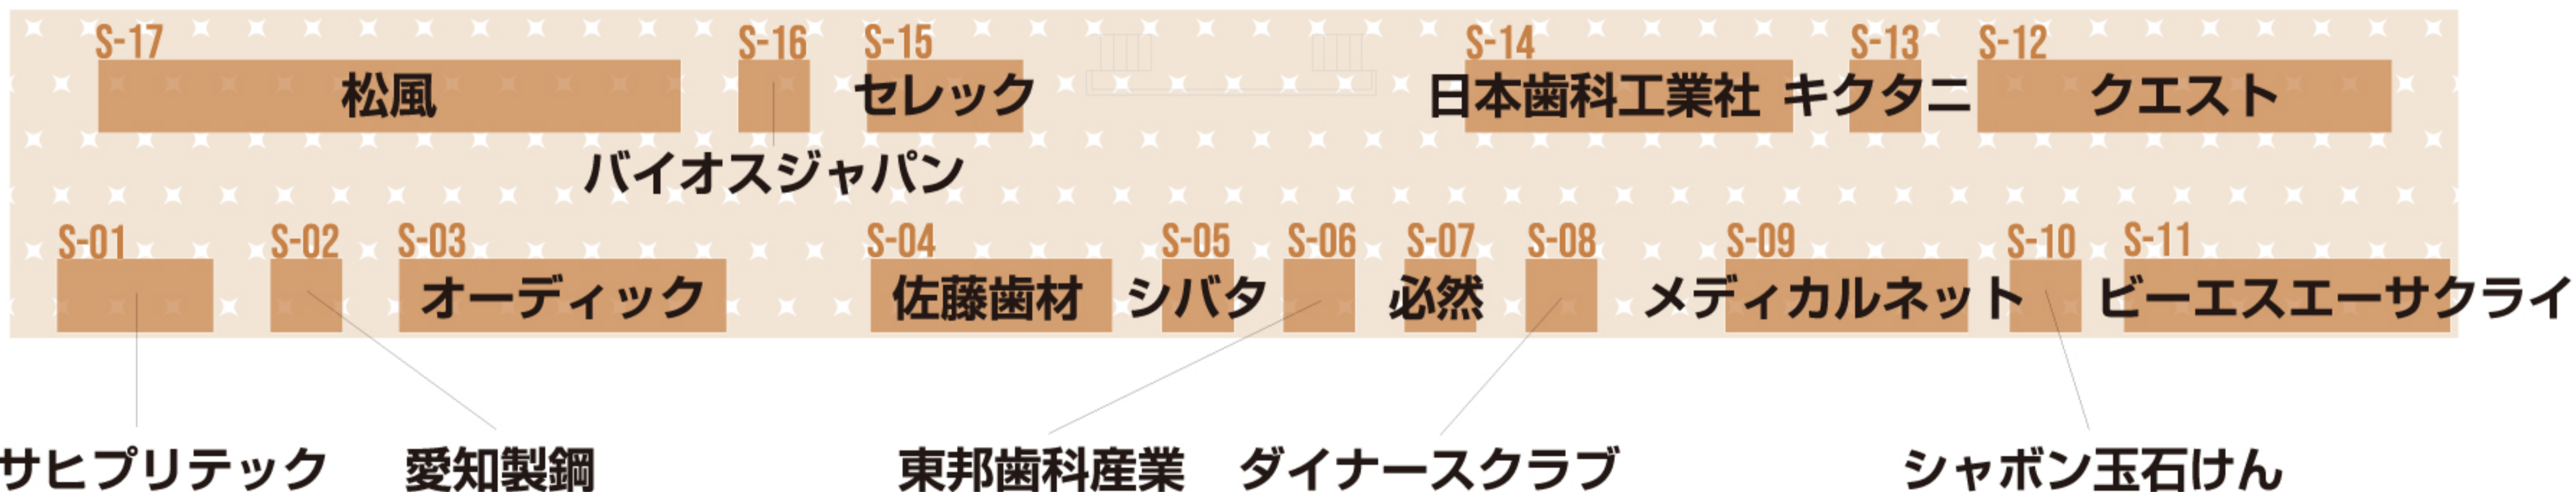 S-17 S-16 S-15 S-14 S-13 S-12
松風 セレック 日本歯科工業社 キクタニ クエスト
バイオスジャパン
S-01 S-02 S-03 S-04 S-05 S-06 S-07 S-08 S-09 S-10 S-11
オーディック 佐藤歯材 シバタ 必然 メディカルネット ビーエスエーサクライ
サヒプリテック 愛知製鋼 東邦歯科産業 ダイナースクラブ シャボン玉石けん